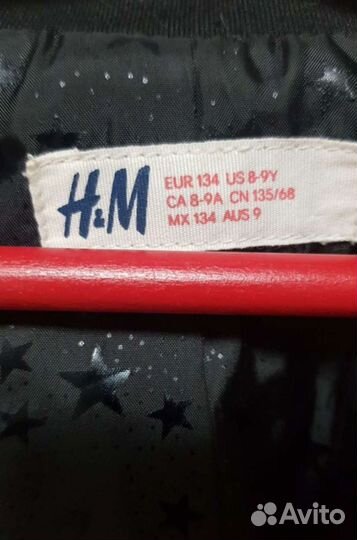 H&M
EUR 134 US 8-9Y
CA 8-9A CN 135/68
MX 134 AUS 9
Avito